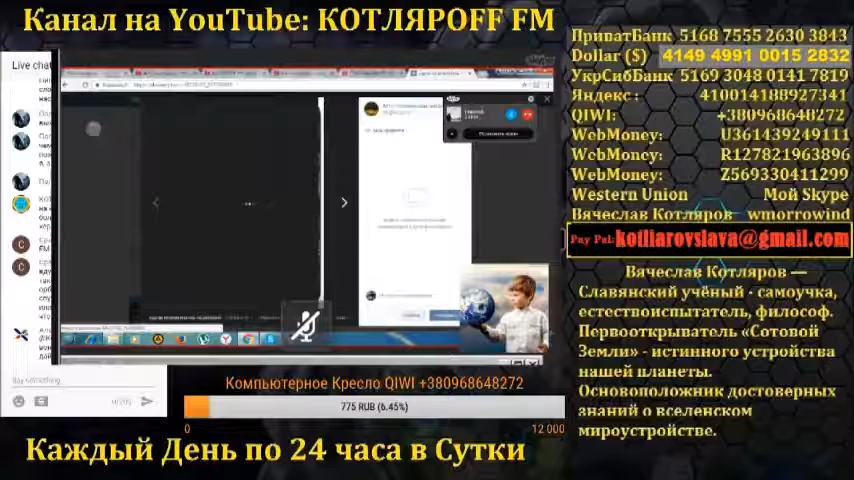 Канал на YouTube: КОТЛЯРОFF FM
Live chat
Say something...
Компьютерное Кресло QIWI +380968648272
775 RUB (6.45%)
0
12 000
Каждый День по 24 часа в Сутки
ПриватБанк 5168 7555 2630 3843
Dollar ($) 4149 4991 0015 2832
УкрСибБанк 5169 3048 0141 7819
Яндекс : 410014188927341
QIWI: +380968648272
WebMoney: U361439249111
WebMoney: R127821963896
WebMoney: Z569330411299
Western Union Мой Skype
Вячеслав Котляров wmorrowind
Pay Pal: kotliarovslava@gmail.com
Вячеслав Котляров —
Славянский учёный - самоучка,
естествоиспытатель, философ.
Первооткрыватель «Сотовой
Земли» - истинного устройства
нашей планеты.
Основоположник достоверных
знаний о вселенском
мироустройстве.